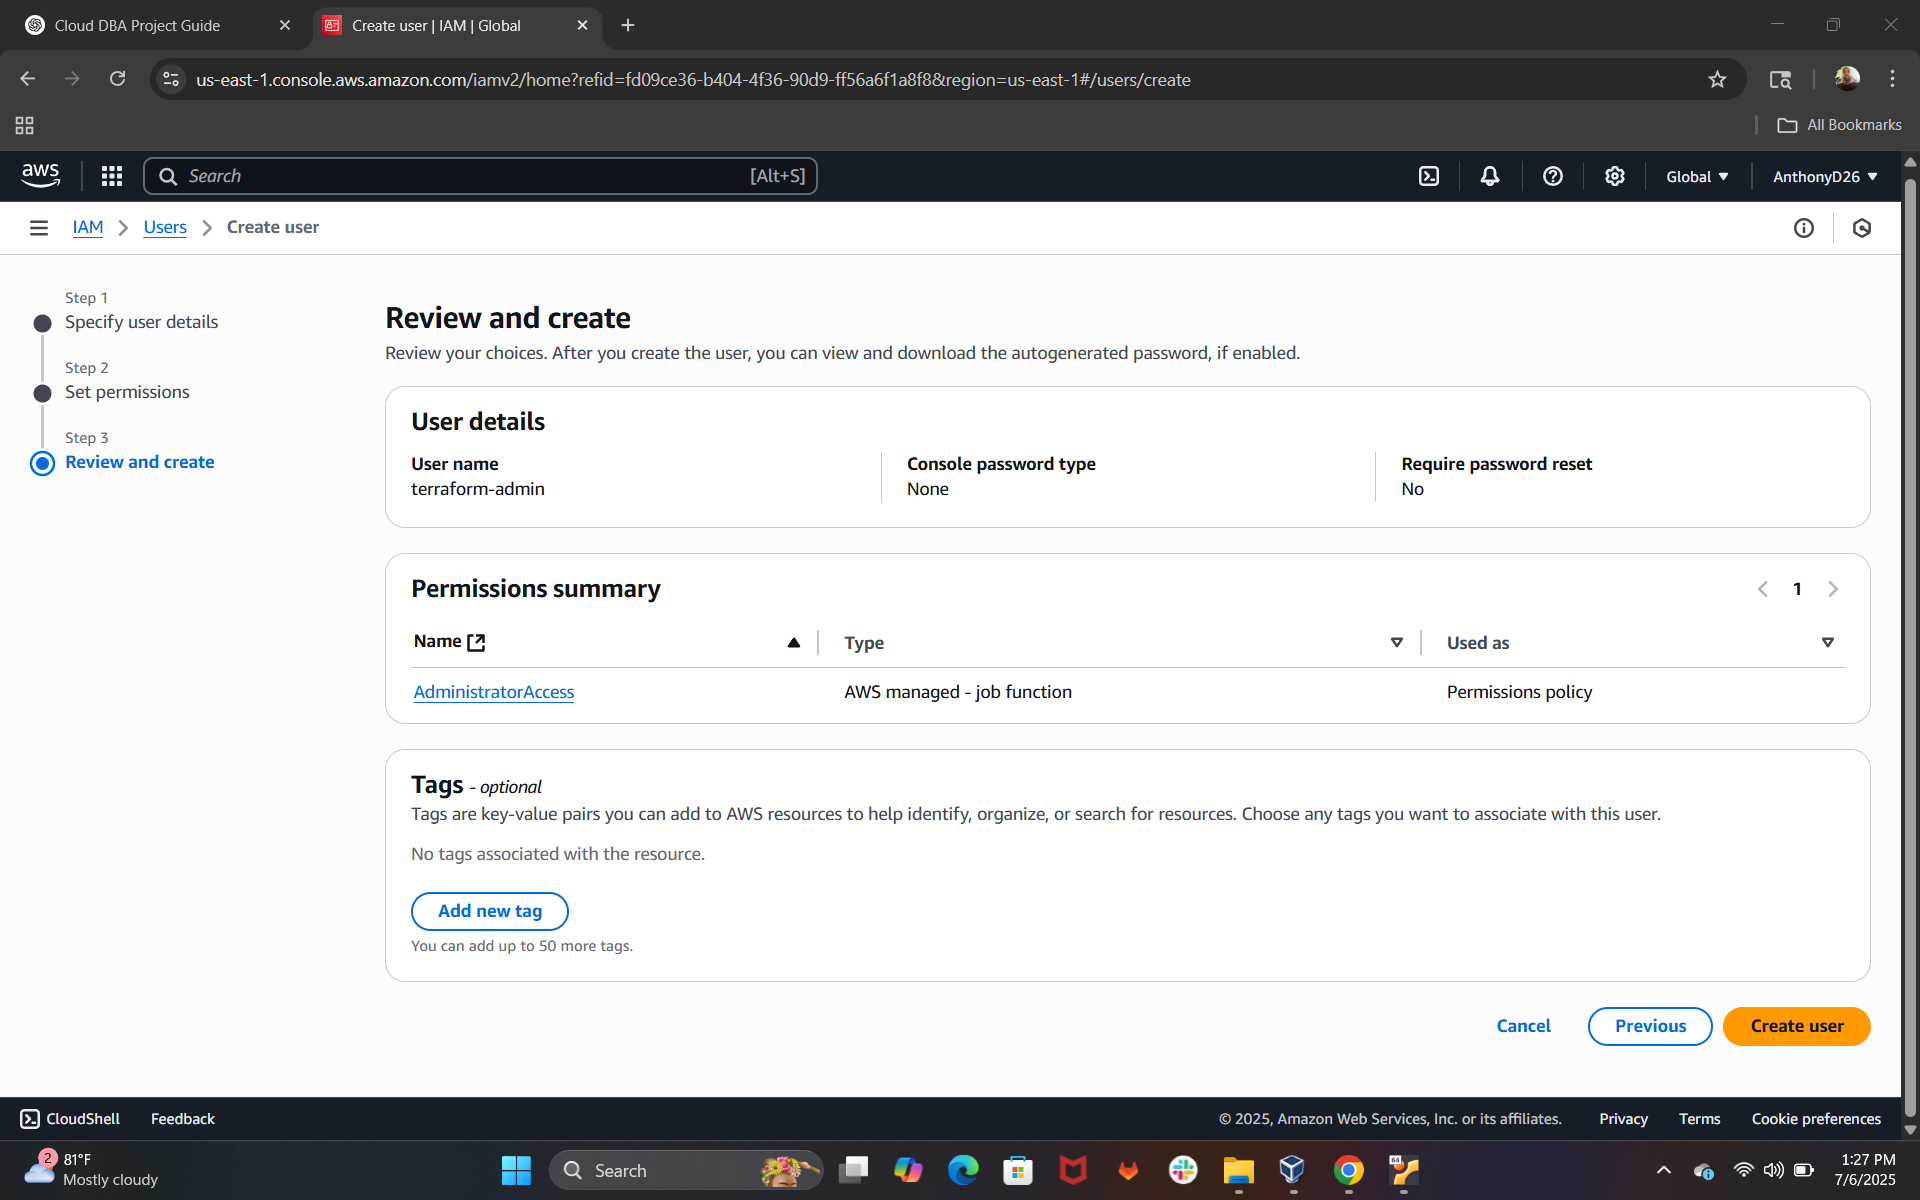 Cloud DBA Project Guide
Create user | IAM | Global
us-east-1.console.aws.amazon.com/iamv2/home?refid=fd09ce36-b404-4f36-90d9-ff56a6f1a8f8&region=us-east-1#/users/create
All Bookmarks
aws
Search
[Alt+S]
Global
AnthonyD26
IAM
Users
Create user
Step 1
Specify user details
Step 2
Set permissions
Step 3
Review and create
Review and create
Review your choices. After you create the user, you can view and download the autogenerated password, if enabled.
User details
User name
terraform-admin
Console password type
None
Require password reset
No
Permissions summary
1
Name
Type
Used as
AdministratorAccess
AWS managed - job function
Permissions policy
Tags - optional
Tags are key-value pairs you can add to AWS resources to help identify, organize, or search for resources. Choose any tags you want to associate with this user.
No tags associated with the resource.
Add new tag
You can add up to 50 more tags.
Cancel
Previous
Create user
CloudShell
Feedback
© 2025, Amazon Web Services, Inc. or its affiliates.
Privacy
Terms
Cookie preferences
2
81°F
Mostly cloudy
Search
64
1:27 PM
7/6/2025